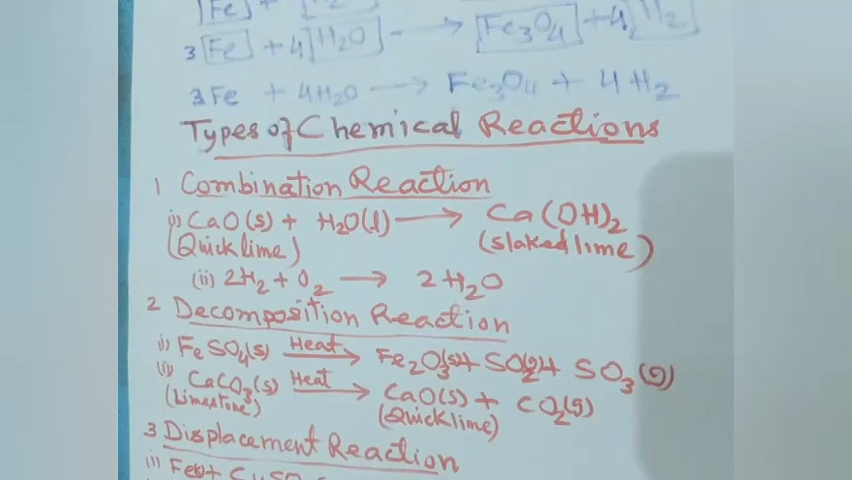 [Fe] +
3[Fe] + 4[H₂O] → [Fe₃O₄] + 4[H₂]
3Fe + 4H₂O → Fe₃O₄ + 4H₂
Types of Chemical Reactions
1 Combination Reaction
i) CaO(s) + H₂O(l) → Ca(OH)₂
(Quicklime) (slaked lime)
(ii) 2H₂ + O₂ → 2H₂O
2 Decomposition Reaction
i) FeSO₄(s) Heat → Fe₂O₃(s) + SO₂(g) + SO₃(g)
(ii) CaCO₃(s) Heat → CaO(s) + CO₂(g)
(Limestone) (Quicklime)
3 Displacement Reaction